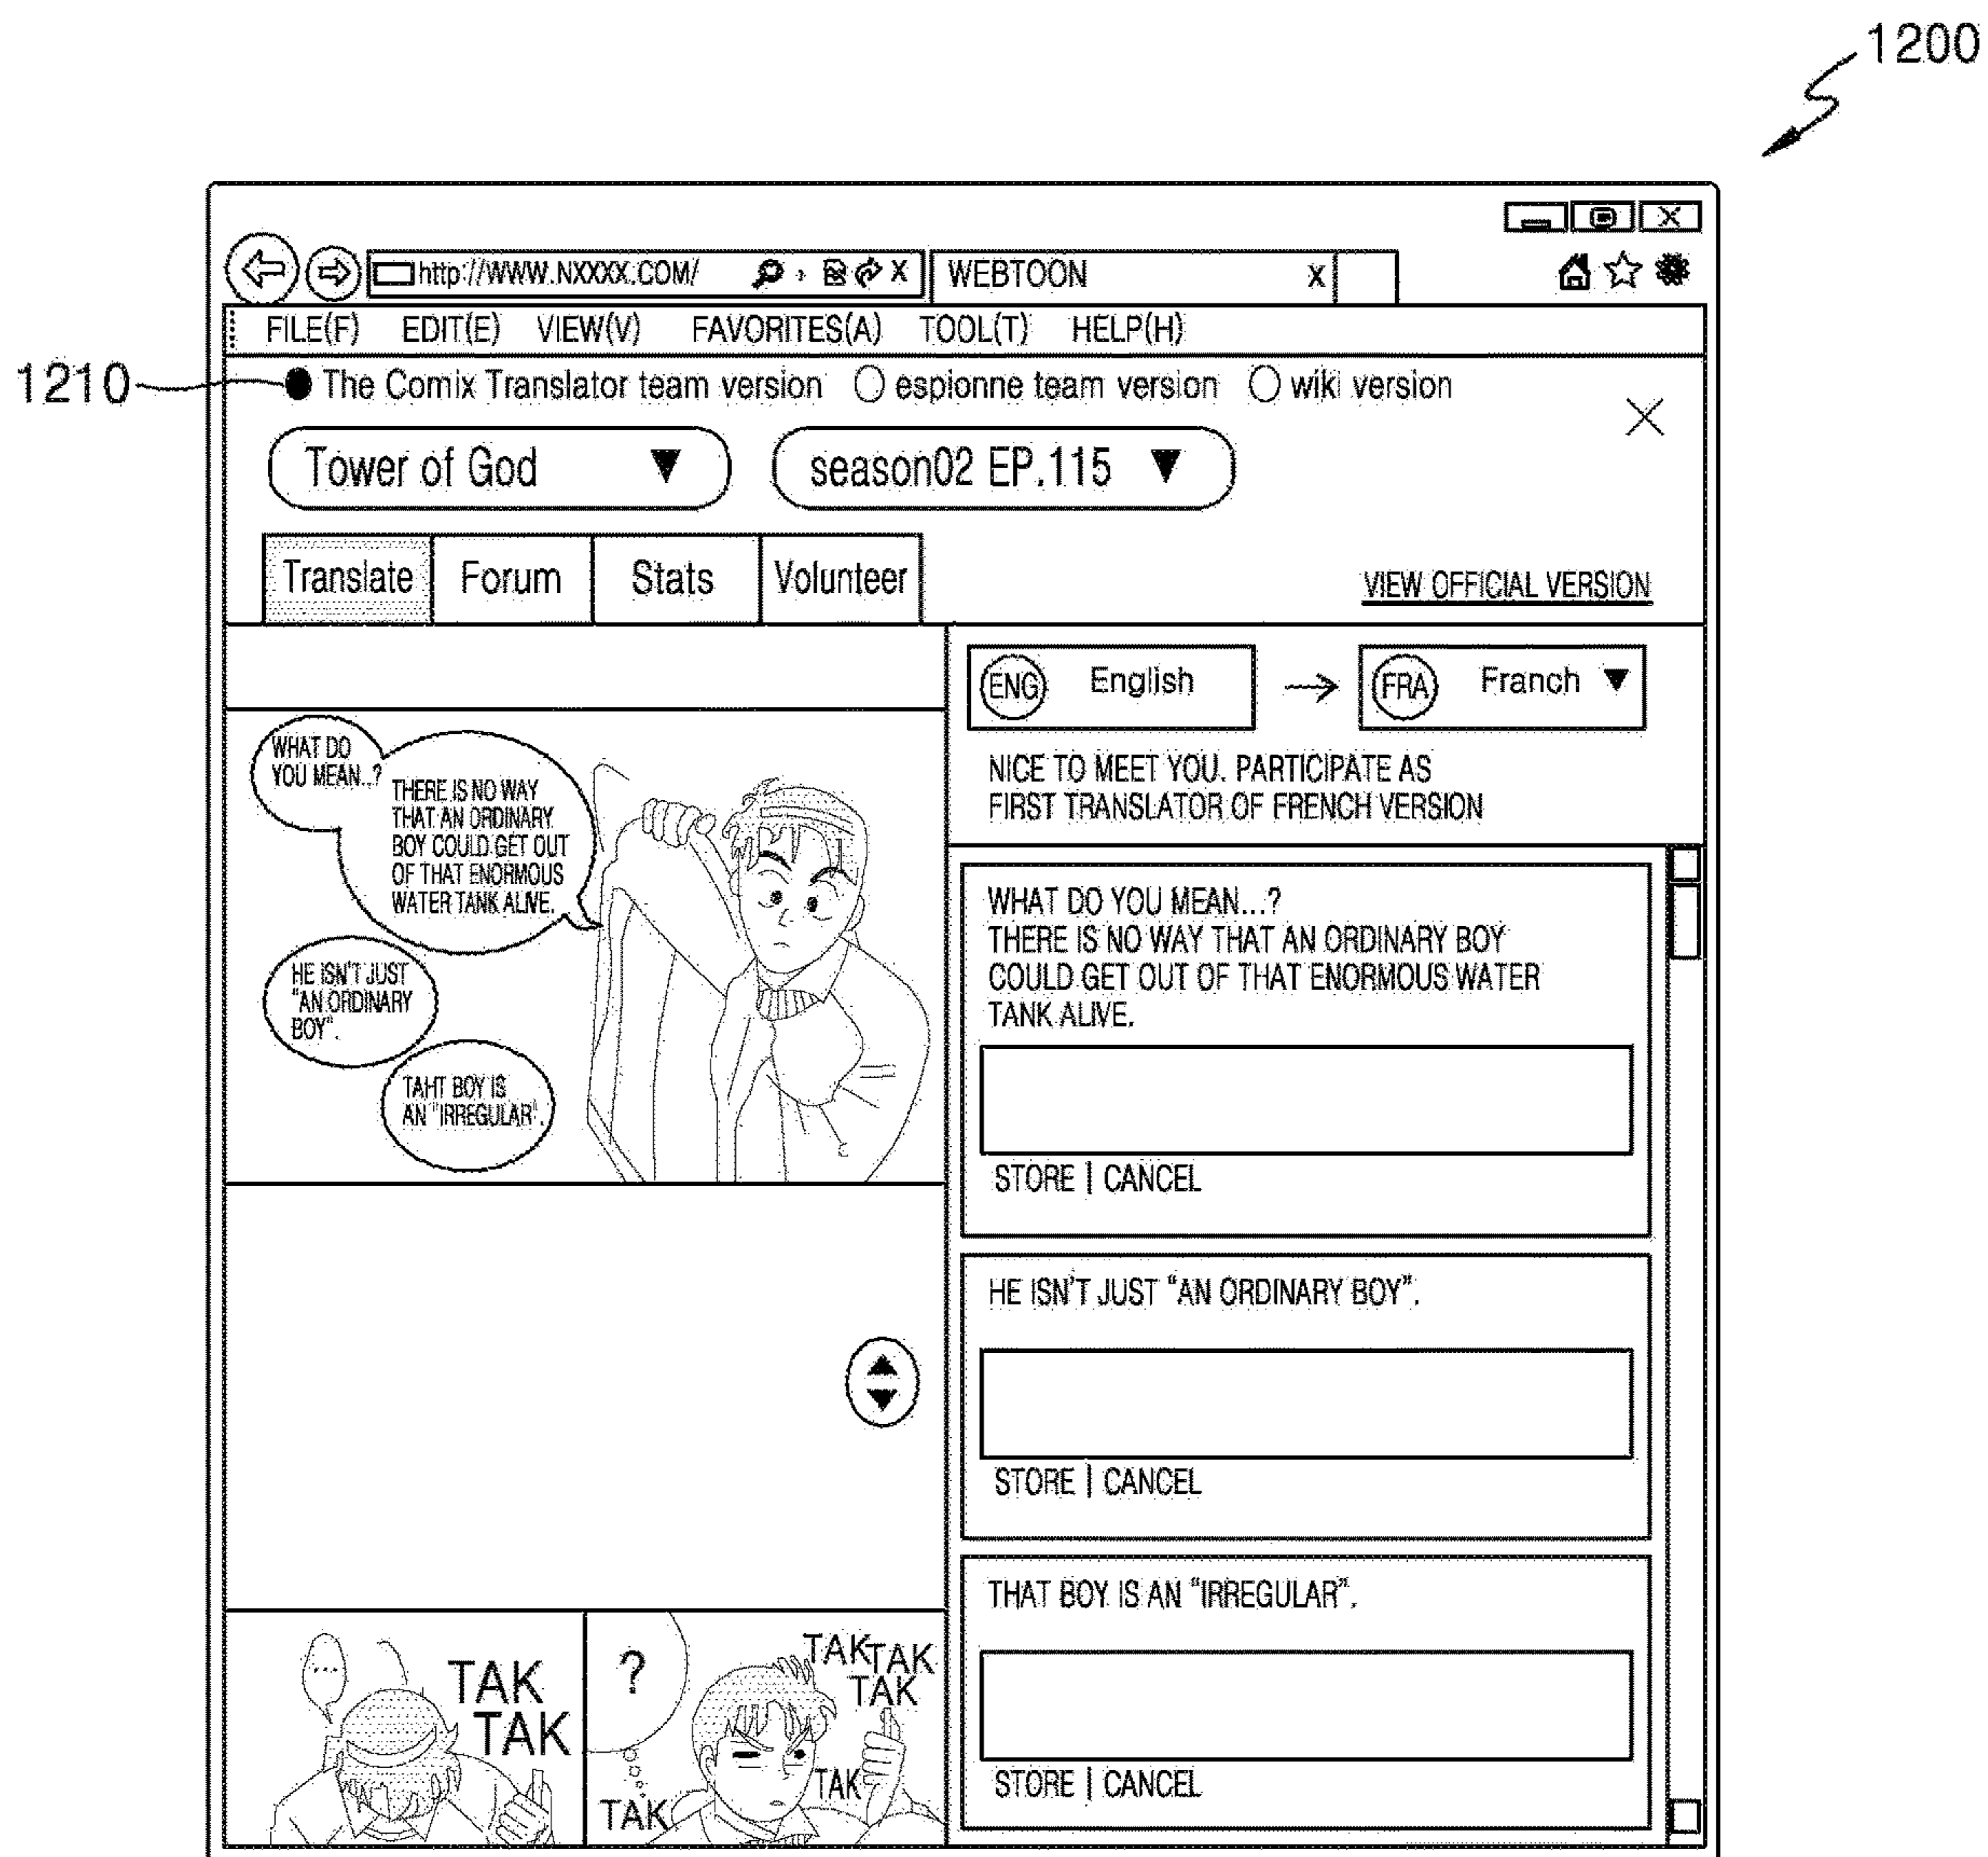 1200
http://WWW.NXXXX.COM/ X WEBTOON X
FILE(F) EDIT(E) VIEW(V) FAVORITES(A) TOOL(T) HELP(H)
1210
The Comix Translator team version espionne team version wiki version
Tower of God season02 EP.115
Translate Forum Stats Volunteer
VIEW OFFICIAL VERSION
ENG English → FRA Franch
NICE TO MEET YOU. PARTICIPATE AS
FIRST TRANSLATOR OF FRENCH VERSION
WHAT DO
YOU MEAN..?
THERE IS NO WAY
THAT AN ORDINARY
BOY COULD GET OUT
OF THAT ENORMOUS
WATER TANK ALIVE.
HE ISN'T JUST
"AN ORDINARY
BOY".
TAHT BOY IS
AN "IRREGULAR".
...
TAK
TAK
?
TAK
TAK
TAK
TAK
TAK
WHAT DO YOU MEAN...?
THERE IS NO WAY THAT AN ORDINARY BOY
COULD GET OUT OF THAT ENORMOUS WATER
TANK ALIVE.
STORE | CANCEL
HE ISN'T JUST "AN ORDINARY BOY".
STORE | CANCEL
THAT BOY IS AN "IRREGULAR".
STORE | CANCEL